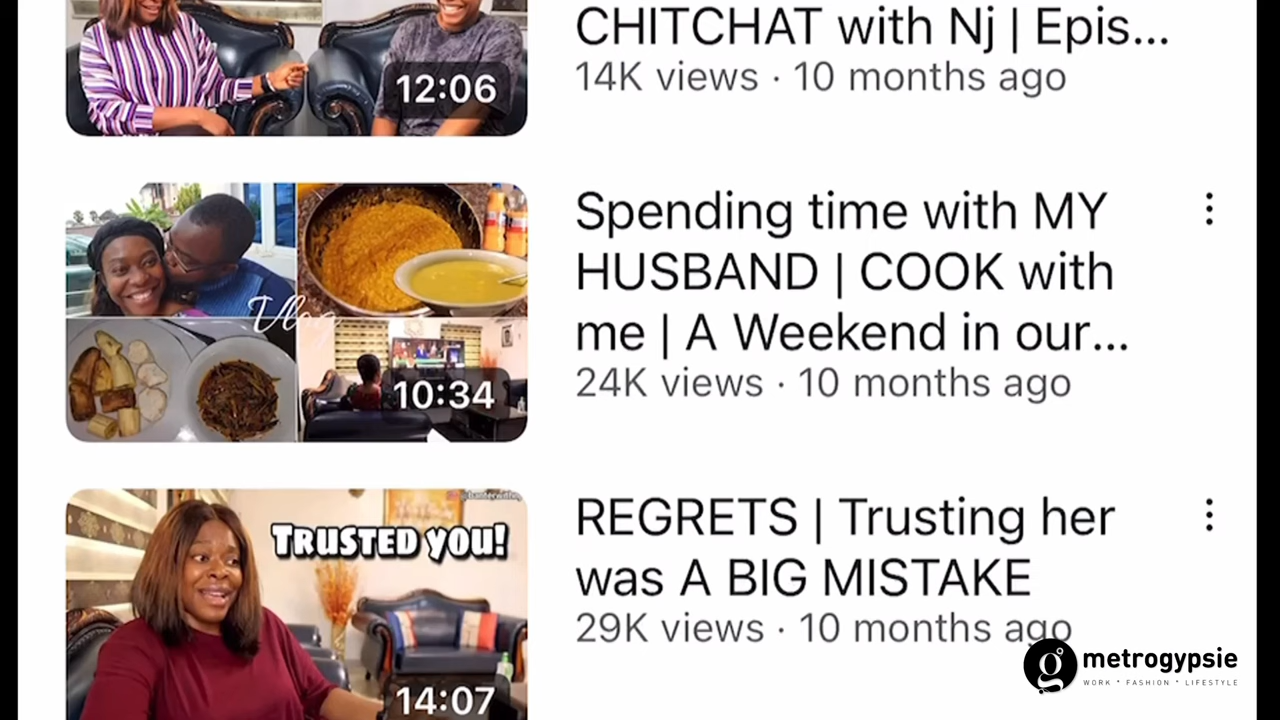 CHITCHAT with Nj | Epis...
14K views · 10 months ago
12:06
Spending time with MY
HUSBAND | COOK with
me | A Weekend in our...
24K views · 10 months ago
Vlog
10:34
REGRETS | Trusting her
was A BIG MISTAKE
29K views · 10 months ago
TRUSTED YOU!
14:07
g
metrogypsie
WORK * FASHION * LIFESTYLE